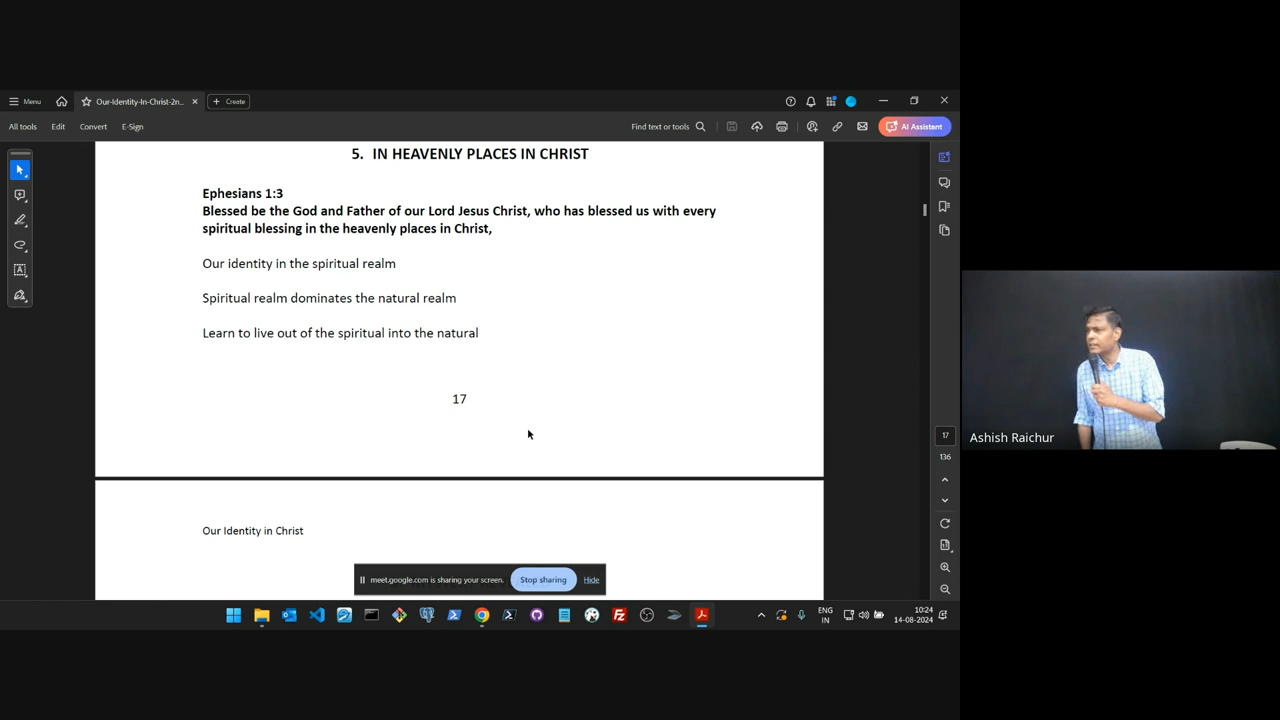 Menu
Our-Identity-In-Christ-2n...
Create
All tools
Edit
Convert
E-Sign
Find text or tools
AI Assistant
5. IN HEAVENLY PLACES IN CHRIST
Ephesians 1:3
Blessed be the God and Father of our Lord Jesus Christ, who has blessed us with every
spiritual blessing in the heavenly places in Christ,
Our identity in the spiritual realm
Spiritual realm dominates the natural realm
Learn to live out of the spiritual into the natural
17
Our Identity in Christ
17
136
meet.google.com is sharing your screen.
Stop sharing
Hide
Ashish Raichur
ENG
IN
10:24
14-08-2024